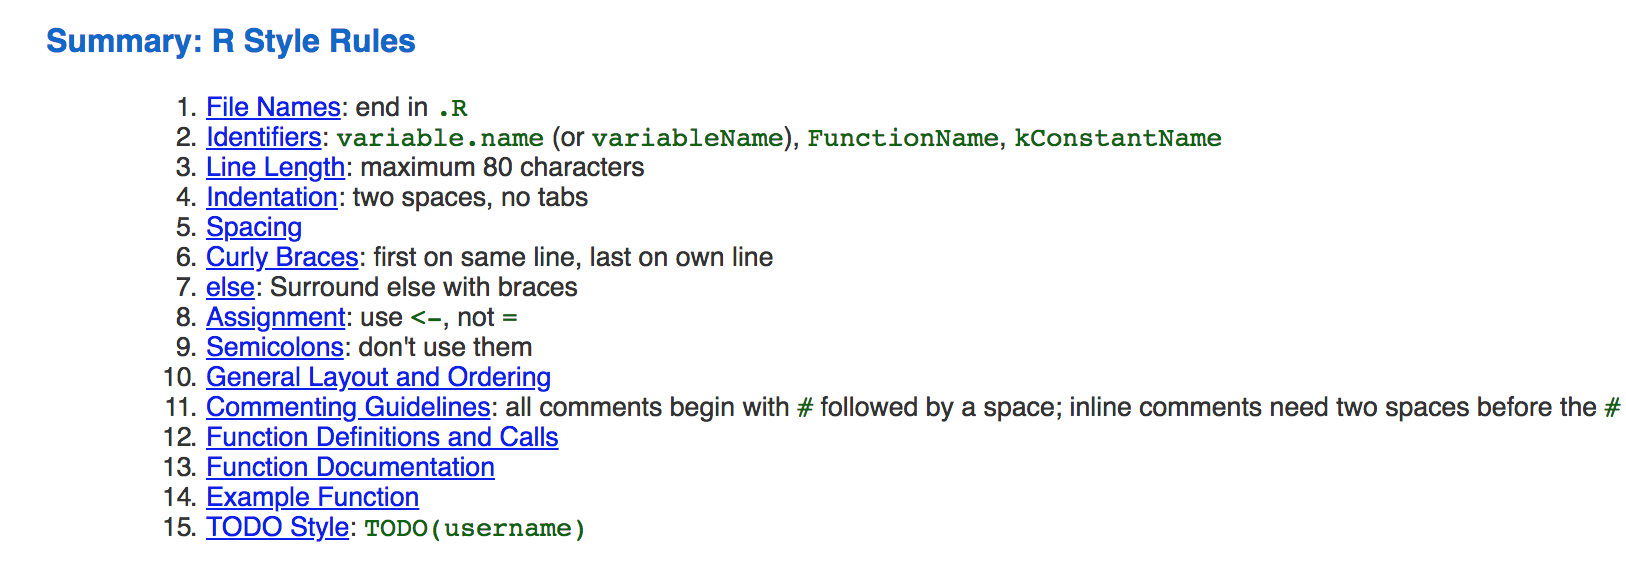 Summary: R Style Rules
1. File Names: end in .R
2. Identifiers: variable.name (or variableName), FunctionName, kConstantName
3. Line Length: maximum 80 characters
4. Indentation: two spaces, no tabs
5. Spacing
6. Curly Braces: first on same line, last on own line
7. else: Surround else with braces
8. Assignment: use <-, not =
9. Semicolons: don't use them
10. General Layout and Ordering
11. Commenting Guidelines: all comments begin with # followed by a space; inline comments need two spaces before the #
12. Function Definitions and Calls
13. Function Documentation
14. Example Function
15. TODO Style: TODO(username)